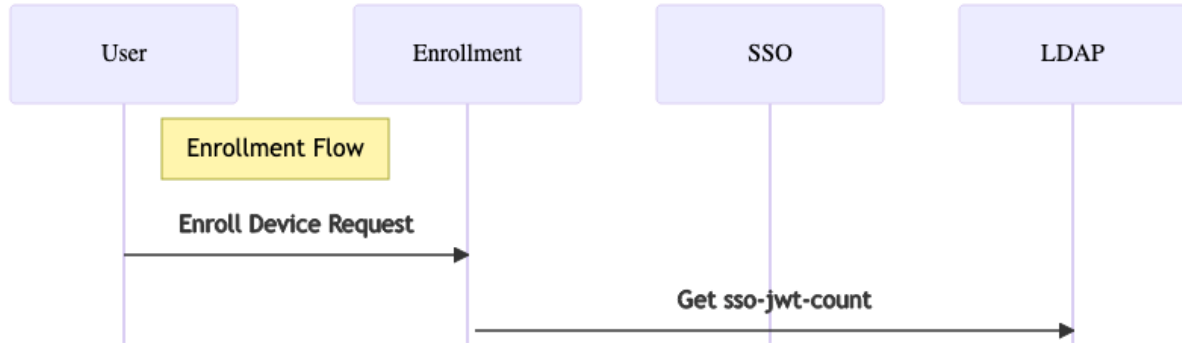 User
Enrollment
SSO
LDAP
Enrollment Flow
Enroll Device Request
Get sso-jwt-count